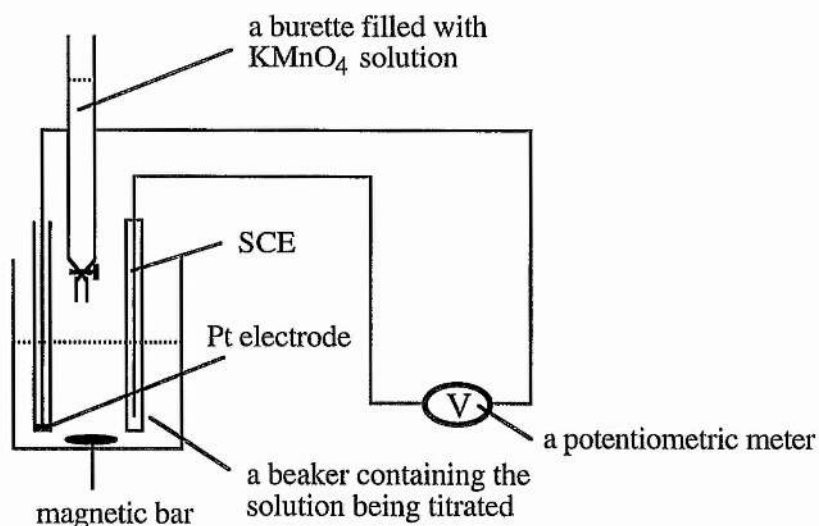 a burette filled with
KMnO4 solution
SCE
Pt electrode
V
a potentiometric meter
a beaker containing the
solution being titrated
magnetic bar